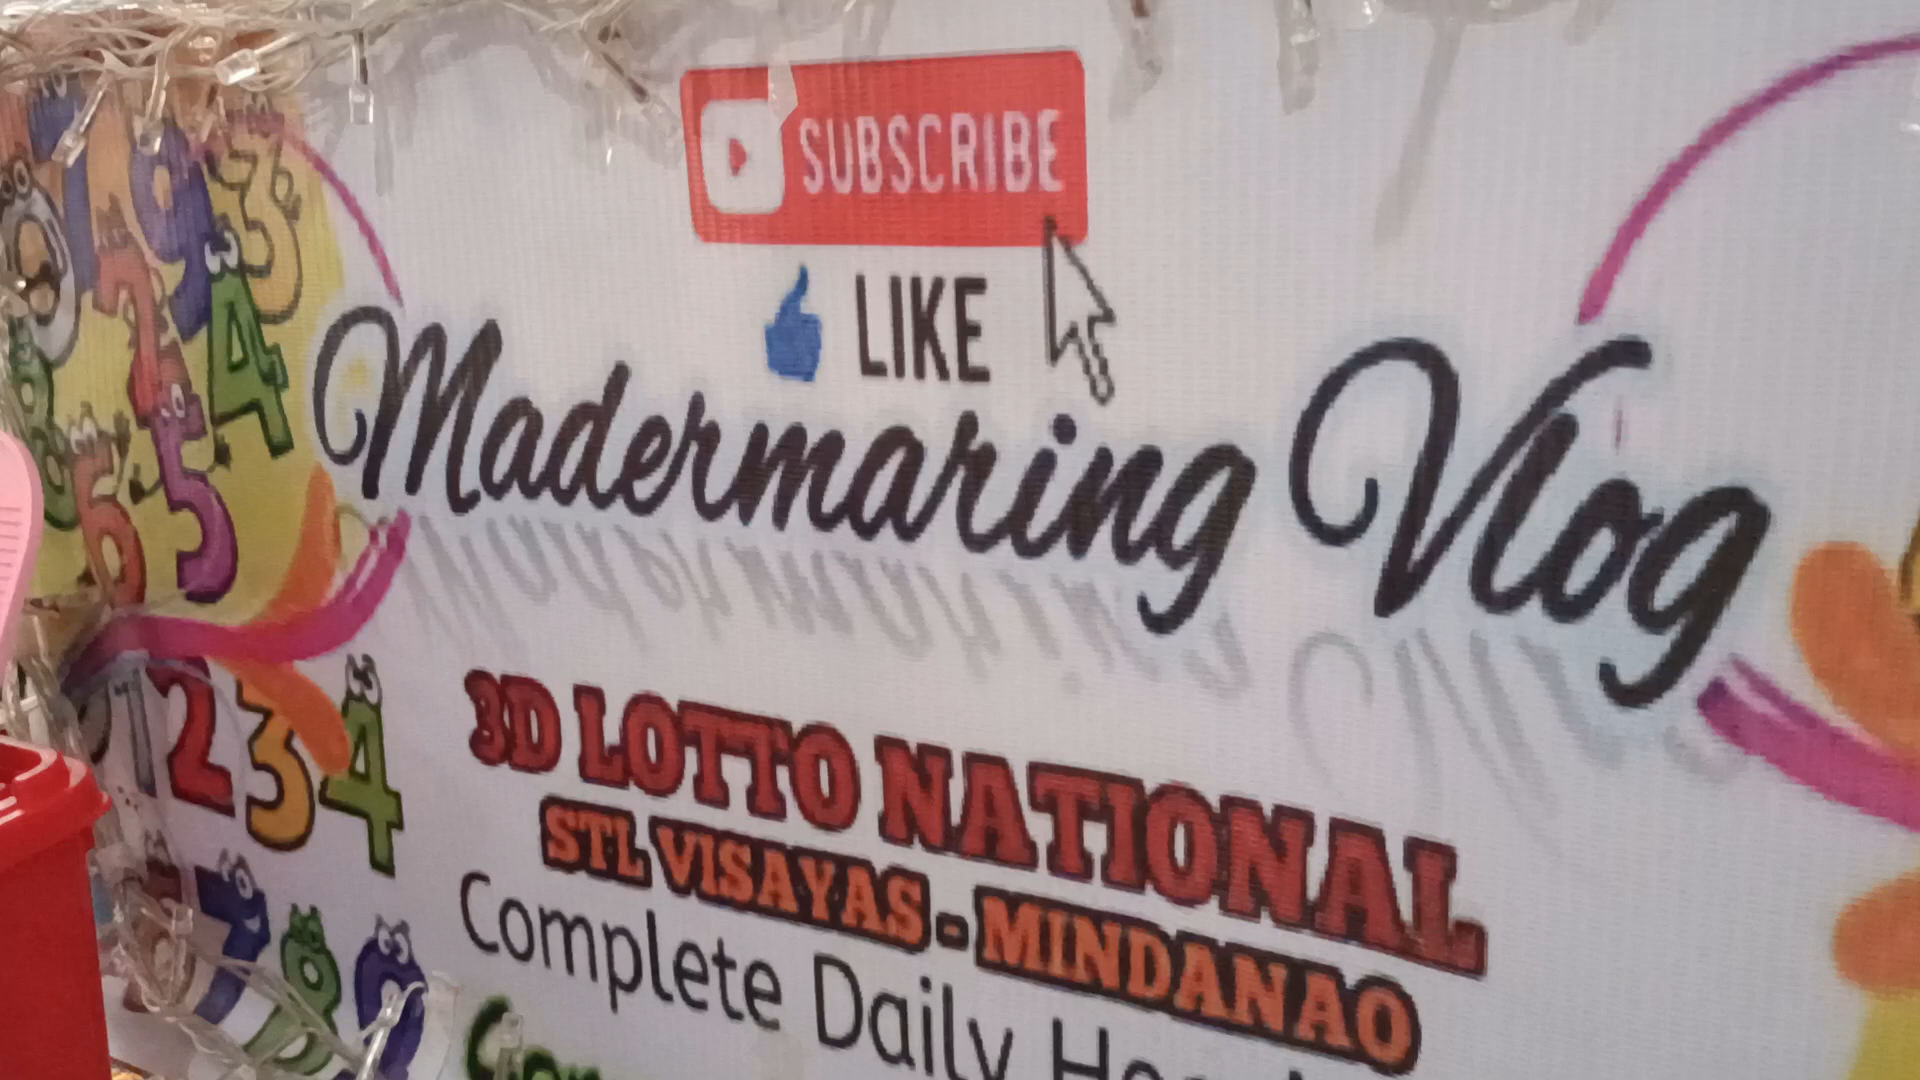 SUBSCRIBE
LIKE
Madermaring Vlog
3D LOTTO NATIONAL
STL VISAYAS - MINDANAO
Complete Daily